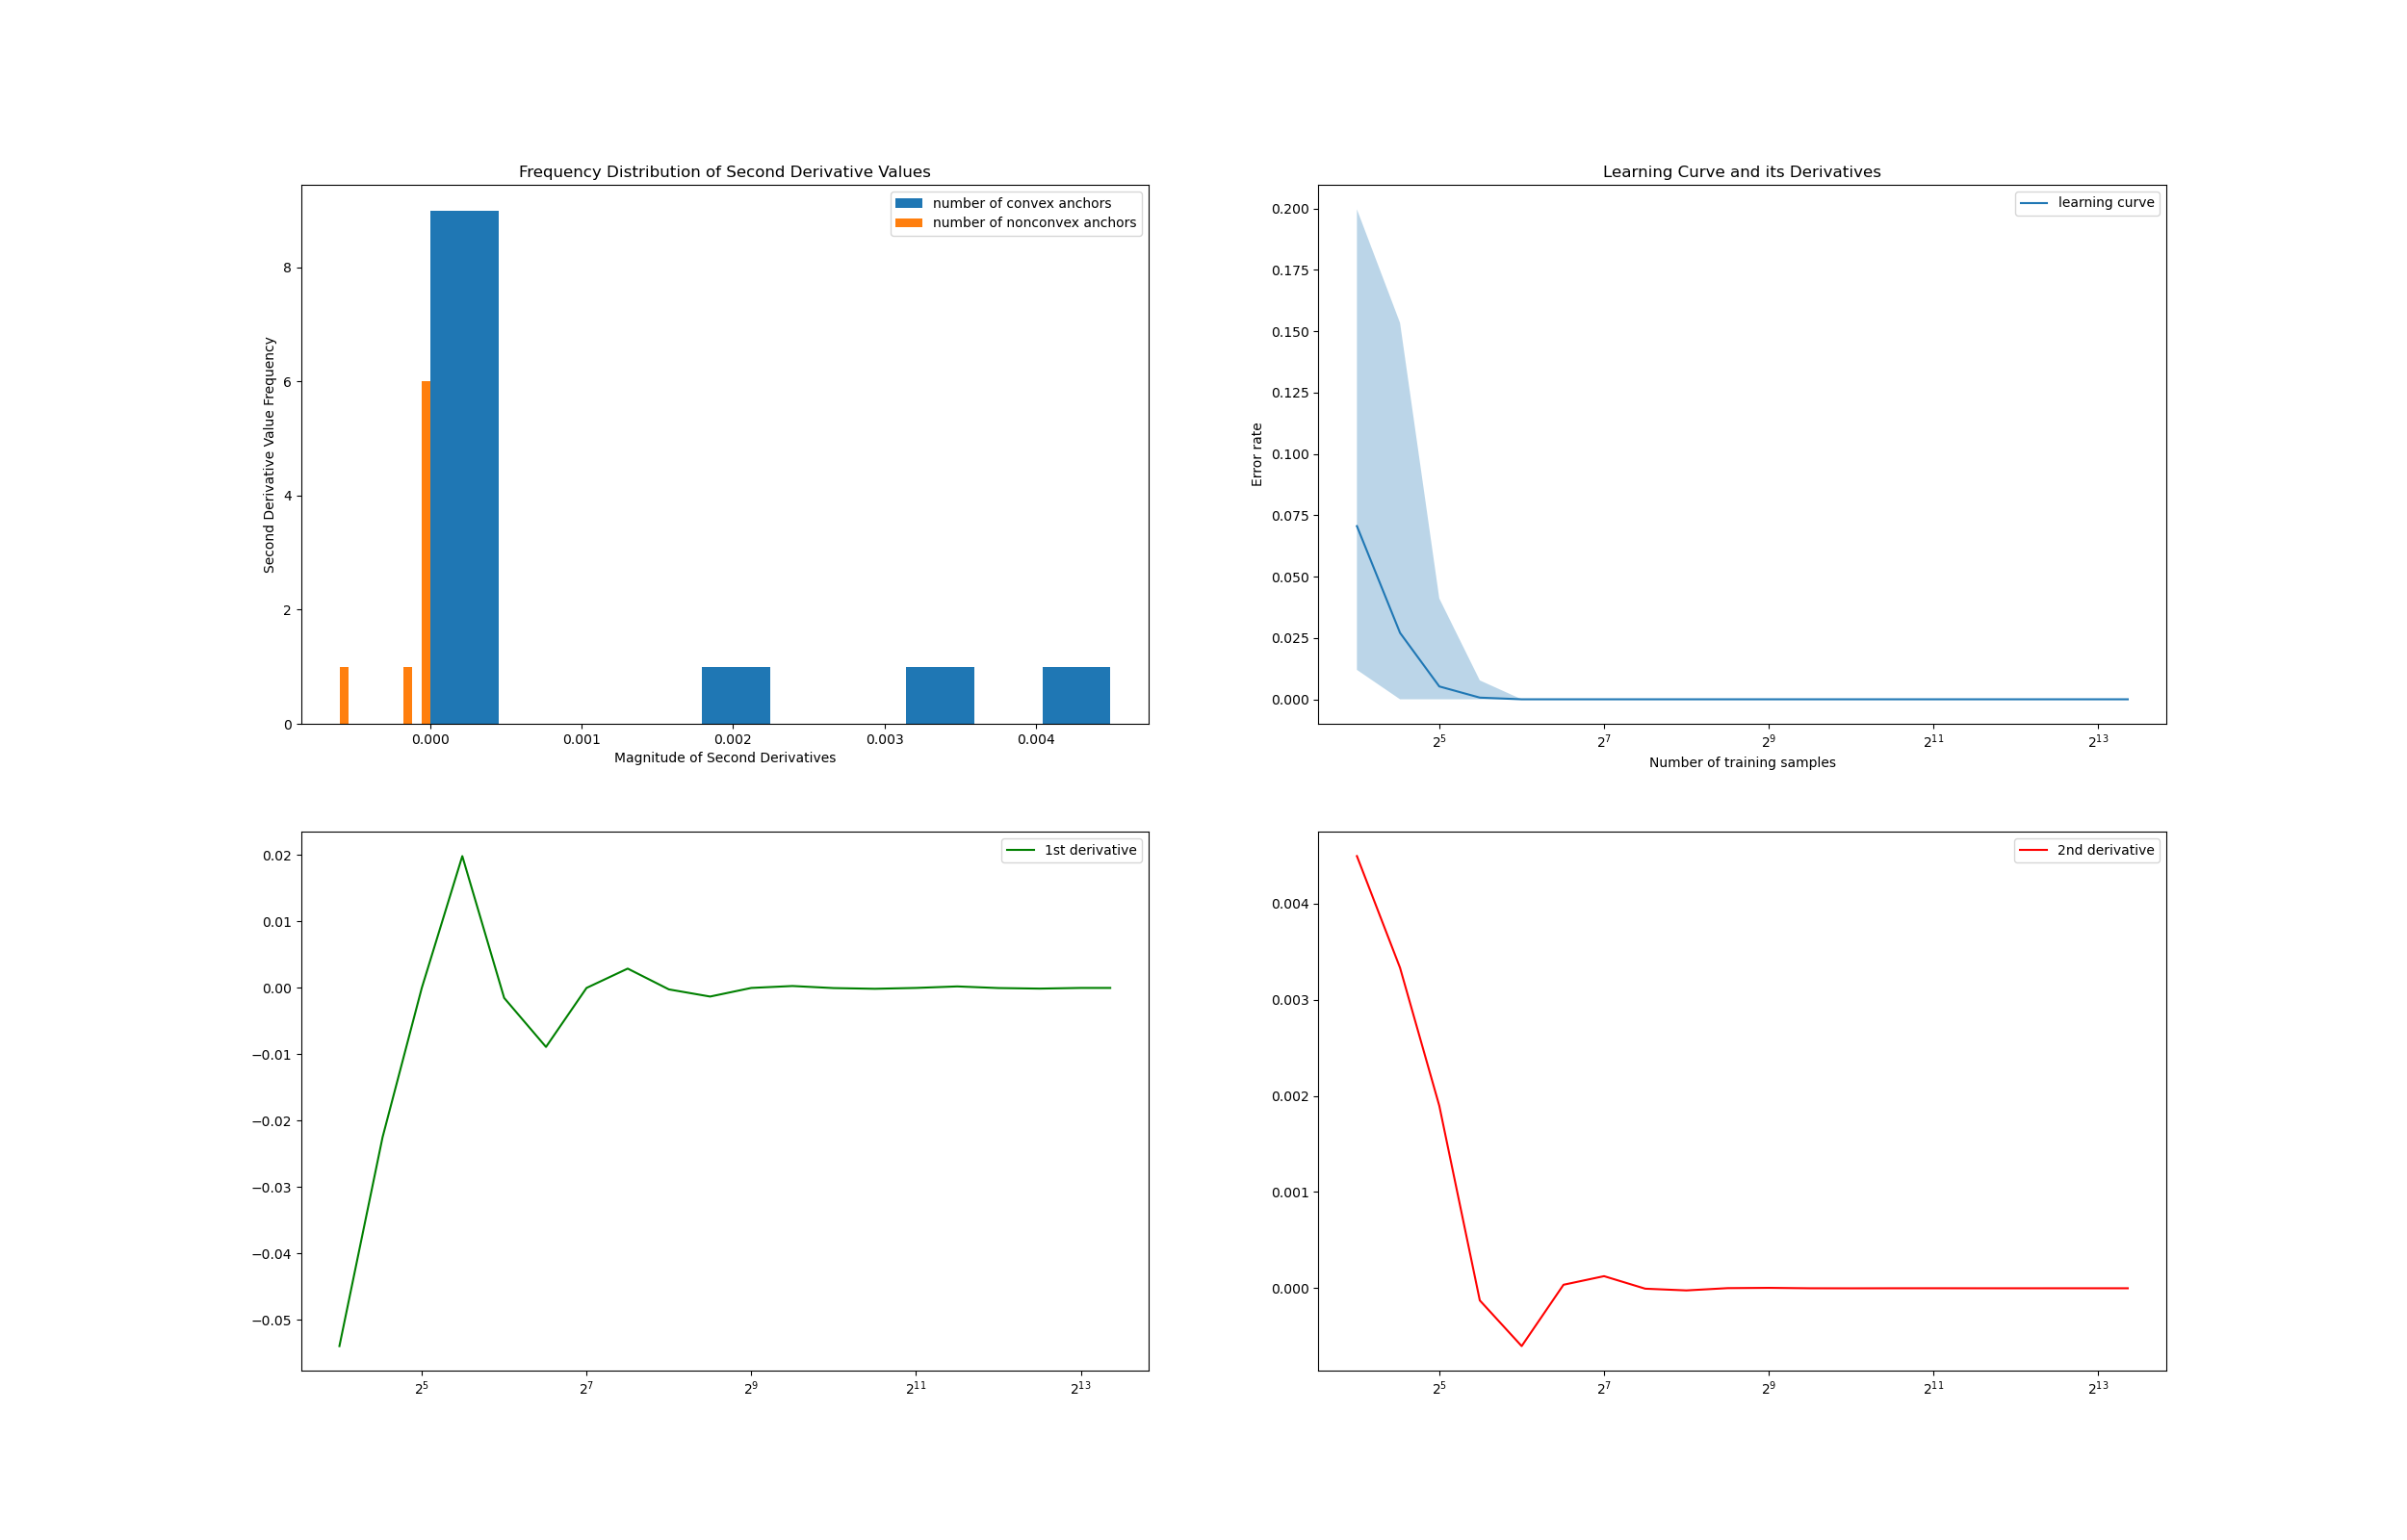 Frequency Distribution of Second Derivative Values
number of convex anchors
number of nonconvex anchors
Second Derivative Value Frequency
8
6
4
2
0
0.000 0.001 0.002 0.003 0.004
Magnitude of Second Derivatives
Learning Curve and its Derivatives
learning curve
Error rate
0.200
0.175
0.150
0.125
0.100
0.075
0.050
0.025
0.000
2^5 2^7 2^9 2^11 2^13
Number of training samples
1st derivative
0.02
0.01
0.00
−0.01
−0.02
−0.03
−0.04
−0.05
2^5 2^7 2^9 2^11 2^13
2nd derivative
0.004
0.003
0.002
0.001
0.000
2^5 2^7 2^9 2^11 2^13